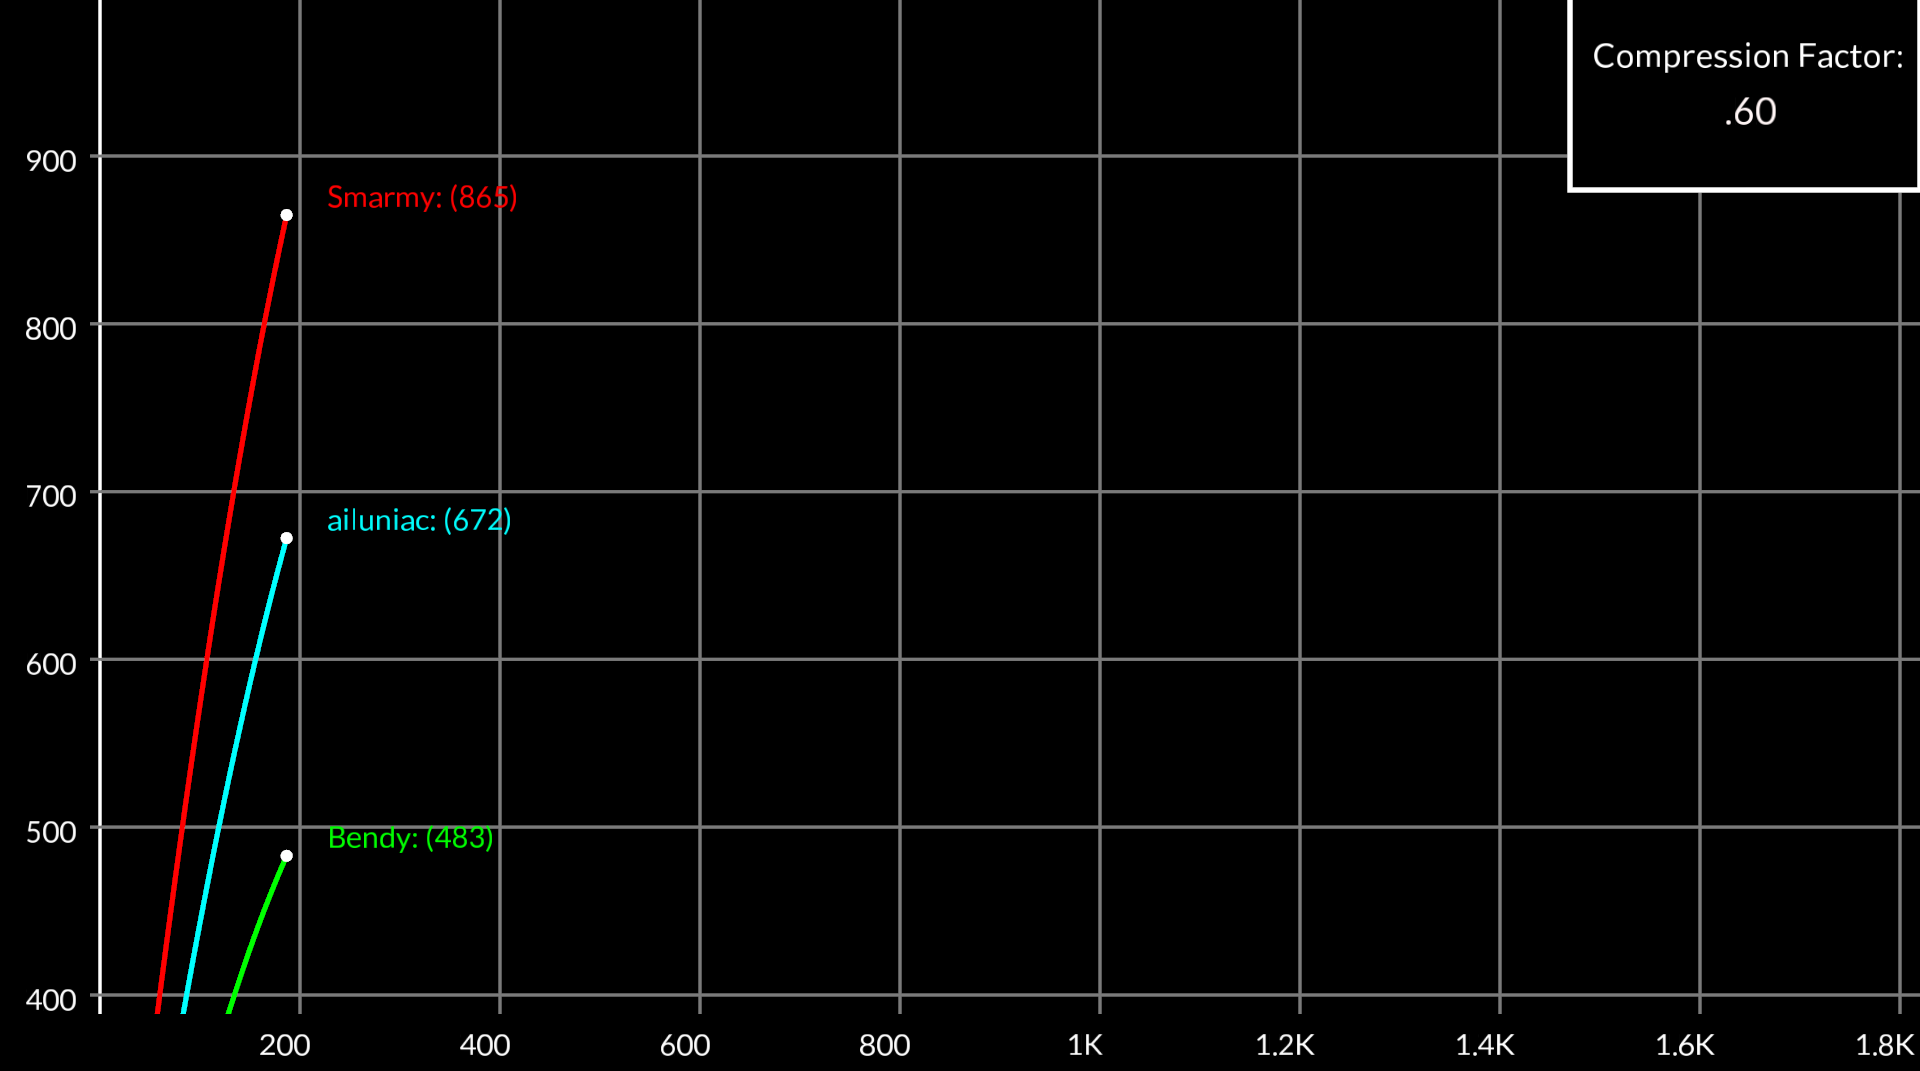 Compression Factor:
.60
900
Smarmy: (865)
800
700
ailuniac: (672)
600
500
Bendy: (483)
400
200 400 600 800 1K 1.2K 1.4K 1.6K 1.8K